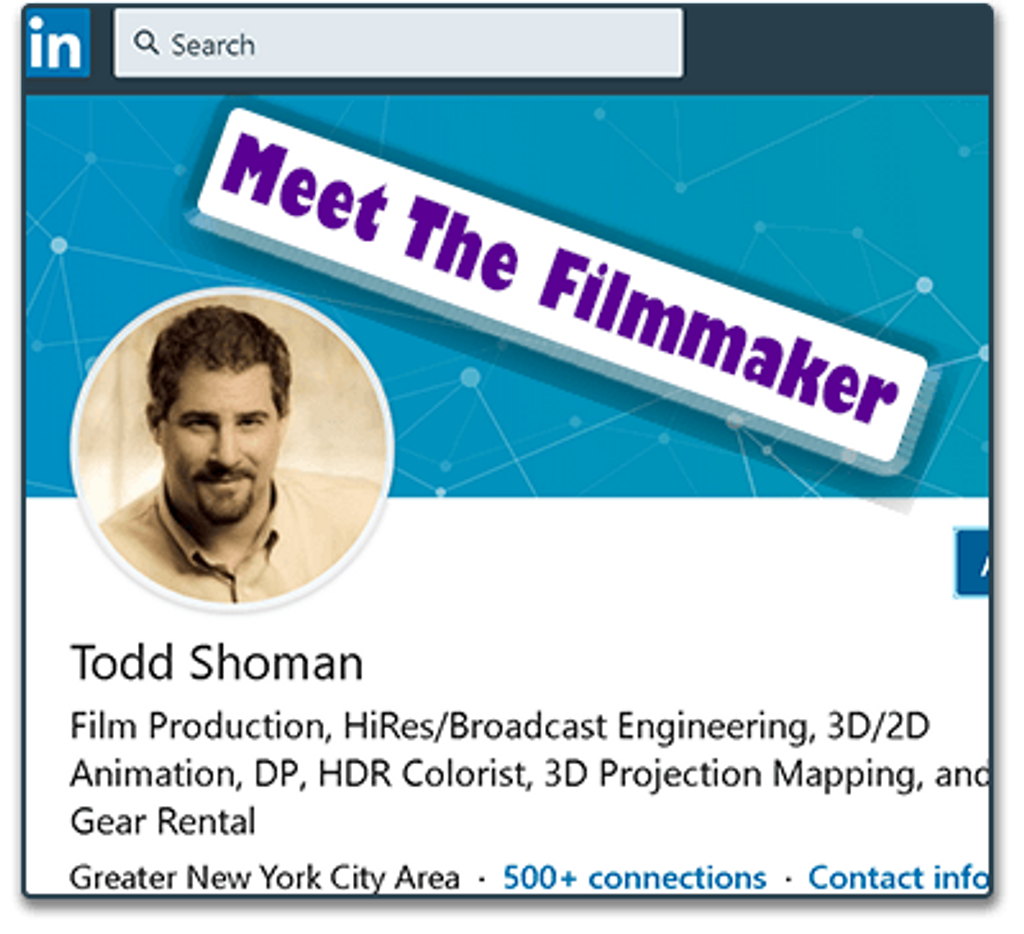 in
Search
Meet The Filmmaker
Todd Shoman
Film Production, HiRes/Broadcast Engineering, 3D/2D
Animation, DP, HDR Colorist, 3D Projection Mapping, and
Gear Rental
Greater New York City Area · 500+ connections · Contact info